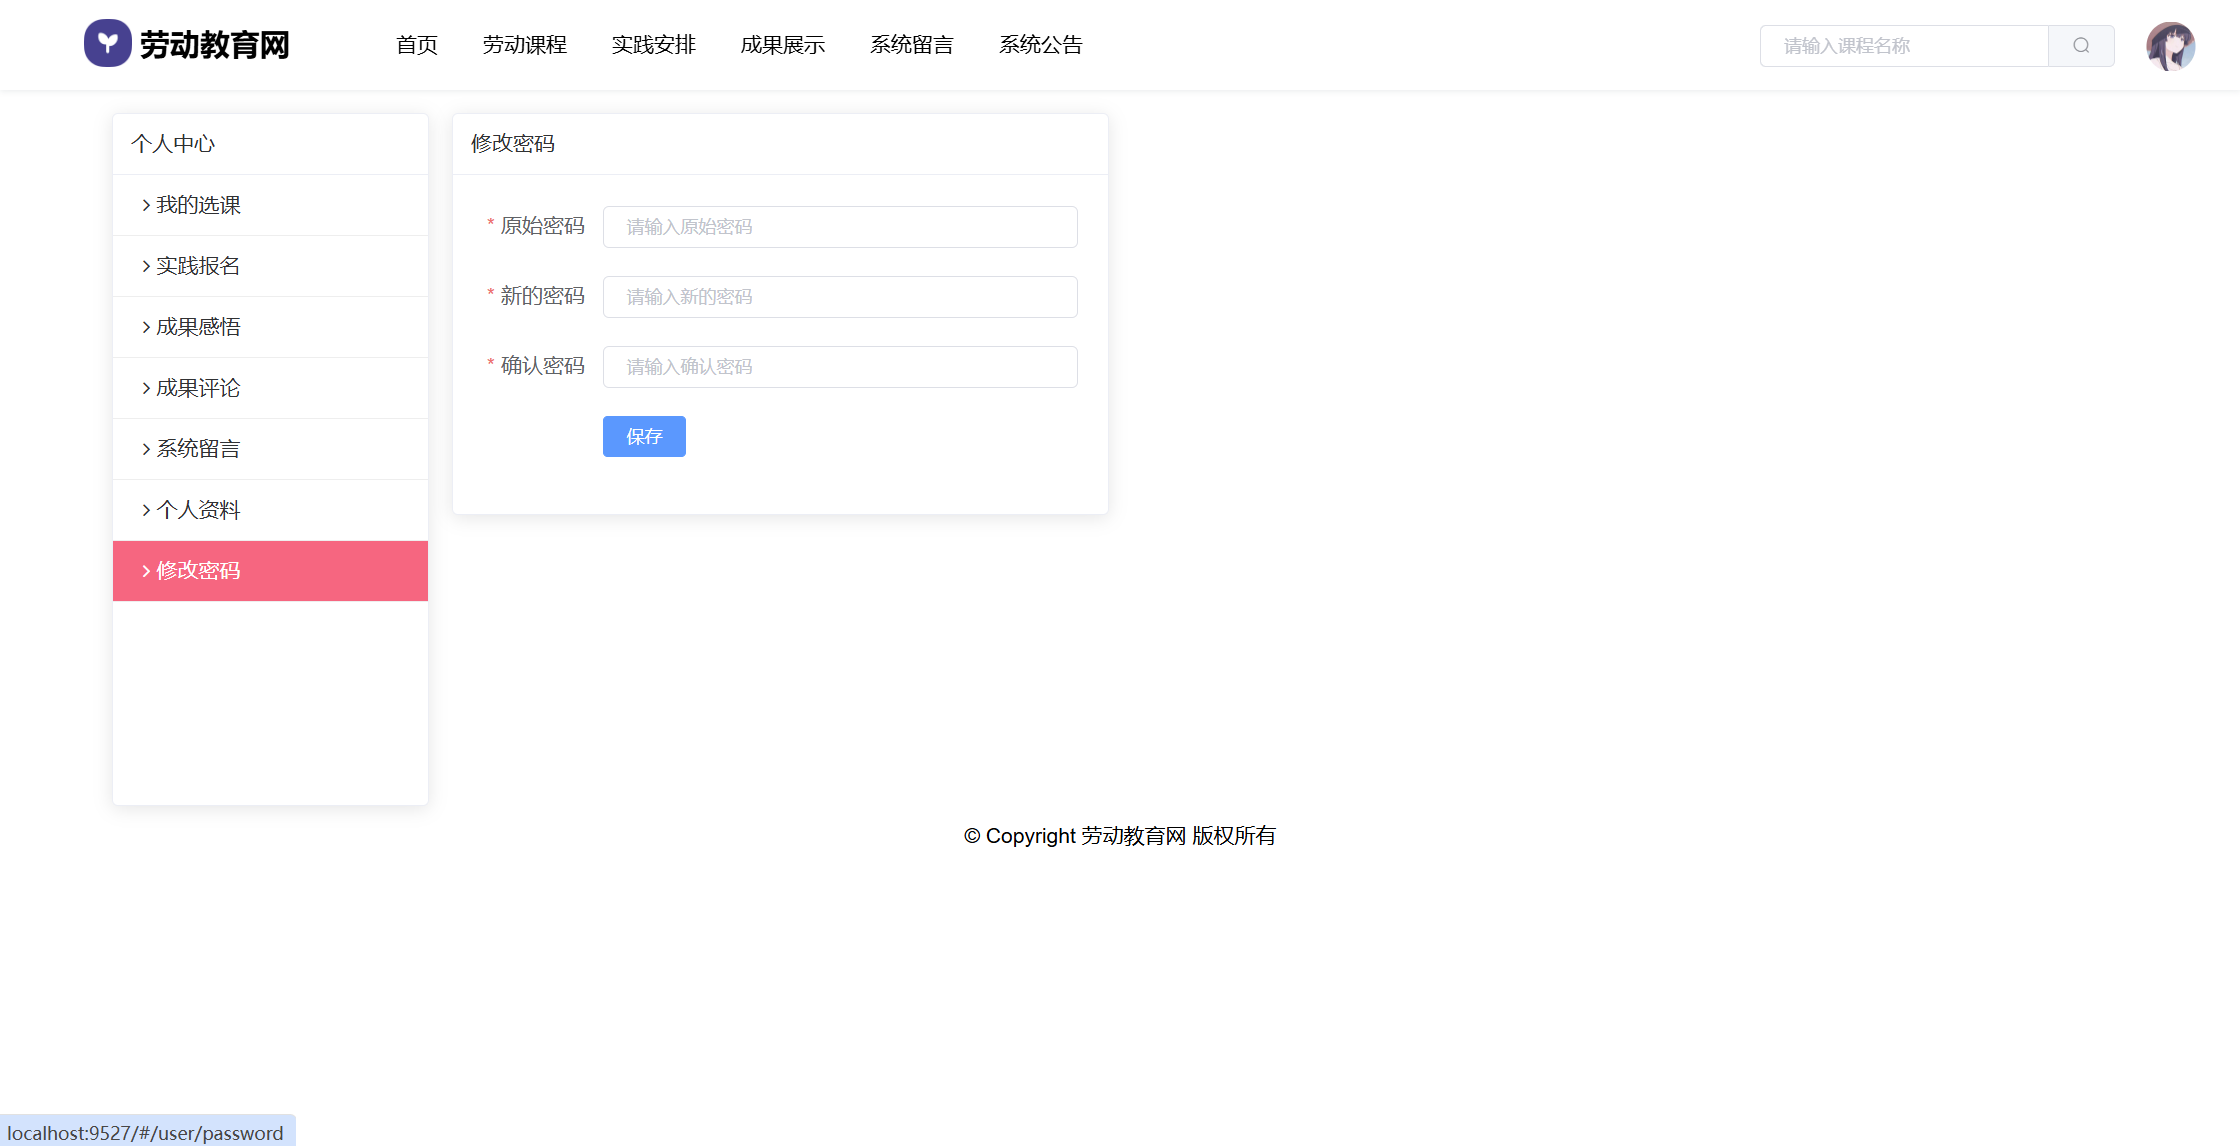 劳动教育网
首页 劳动课程 实践安排 成果展示 系统留言 系统公告
请输入课程名称
个人中心
我的选课
实践报名
成果感悟
成果评论
系统留言
个人资料
修改密码
修改密码
* 原始密码 请输入原始密码
* 新的密码 请输入新的密码
* 确认密码 请输入确认密码
保存
© Copyright 劳动教育网 版权所有
localhost:9527/#/user/password